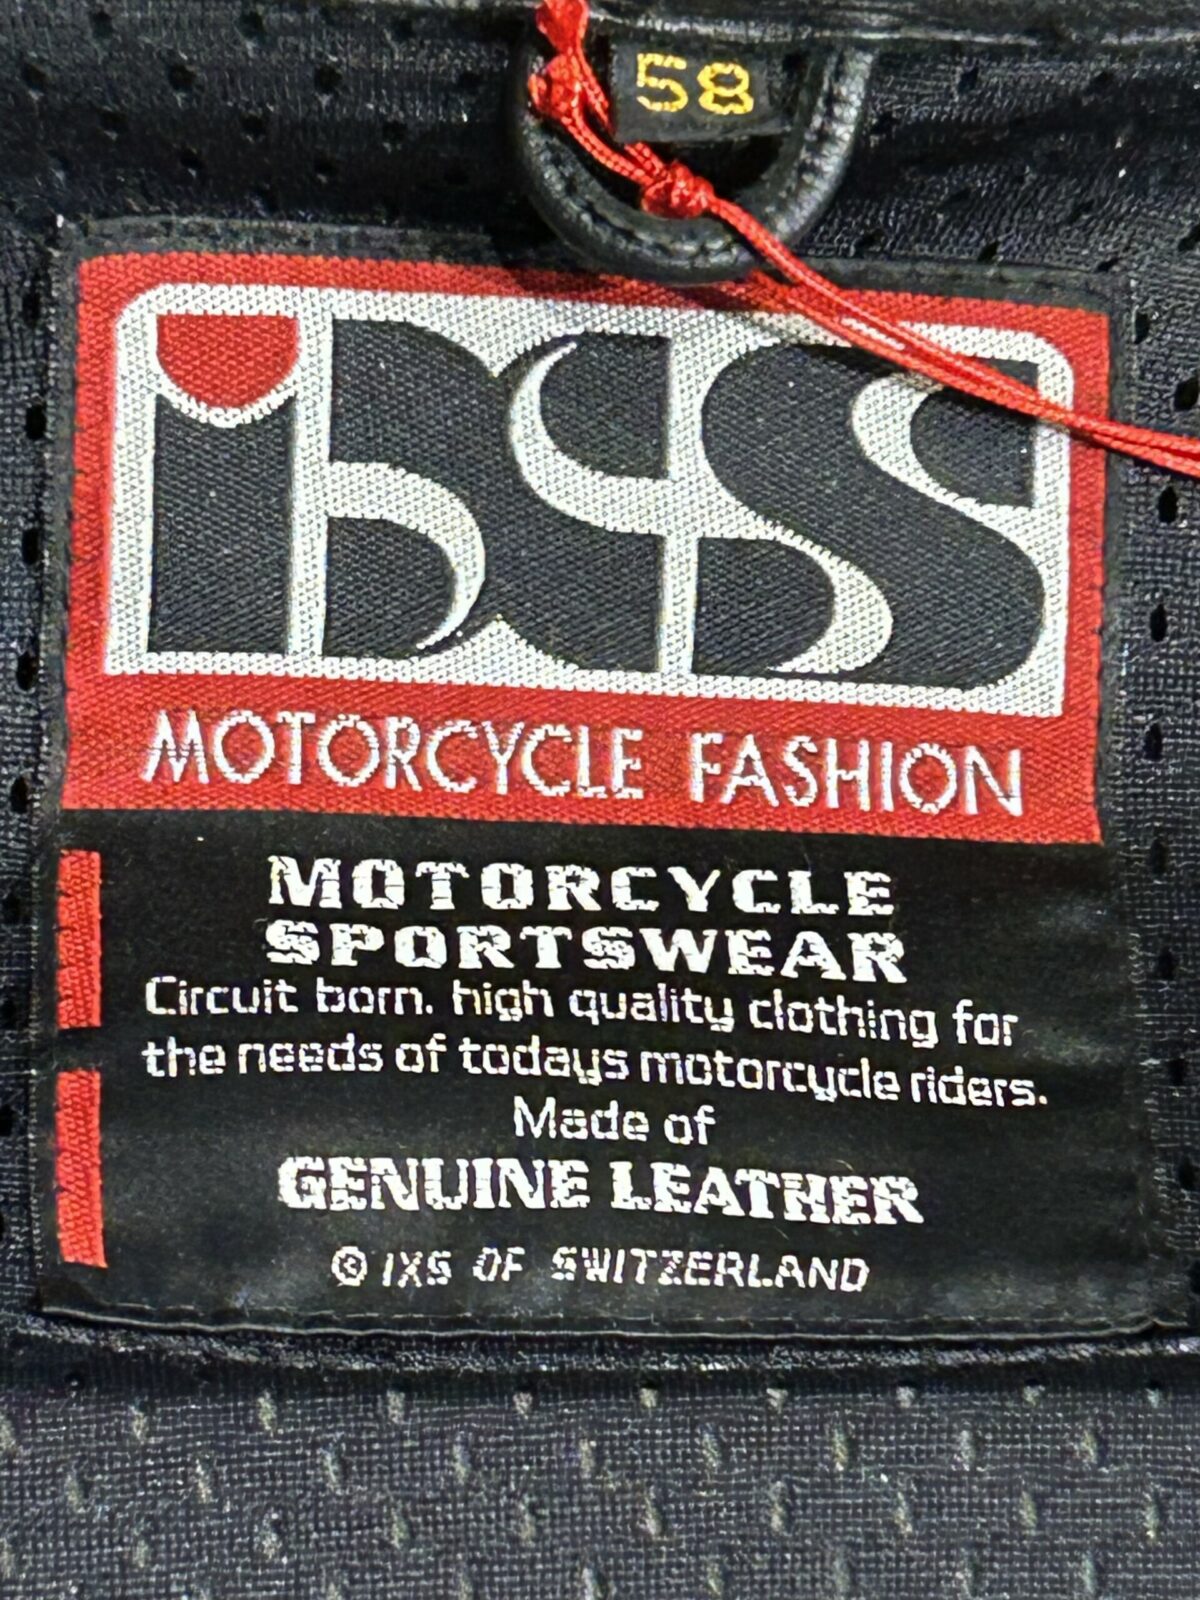 58
iXS
MOTORCYCLE FASHION
MOTORCYCLE
SPORTSWEAR
Circuit born. high quality clothing for
the needs of todays motorcycle riders.
Made of
GENUINE LEATHER
© IXS OF SWITZERLAND